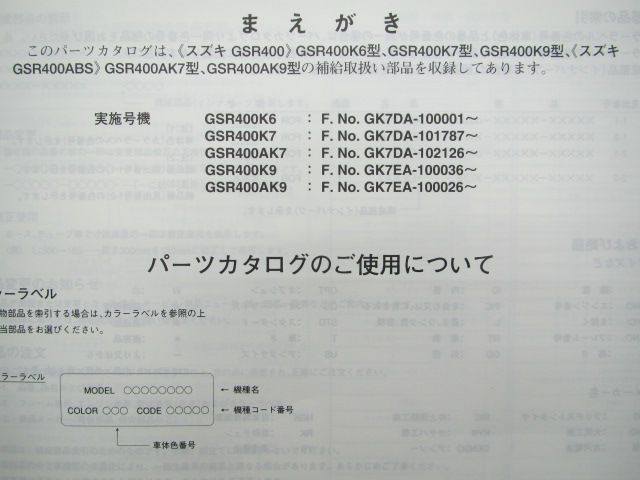 まえがき
このパーツカタログは、《スズキ GSR400》GSR400K6型、GSR400K7型、GSR400K9型、《スズキ
GSR400ABS》GSR400AK7型、GSR400AK9型の補給取扱い部品を収録してあります。
実施号機 GSR400K6 : F. No. GK7DA-100001～
GSR400K7 : F. No. GK7DA-101787～
GSR400AK7 : F. No. GK7DA-102126～
GSR400K9 : F. No. GK7EA-100036～
GSR400AK9 : F. No. GK7EA-100026～
パーツカタログのご使用について
ラーラベル
物部品を索引する場合は、カラーラベルを参照の上
当部品をお選びください。
ラーラベル
MODEL ○○○○○○○○ ← 機種名
COLOR ○○○ CODE ○○○○○ ← 機種コード番号
車体色番号